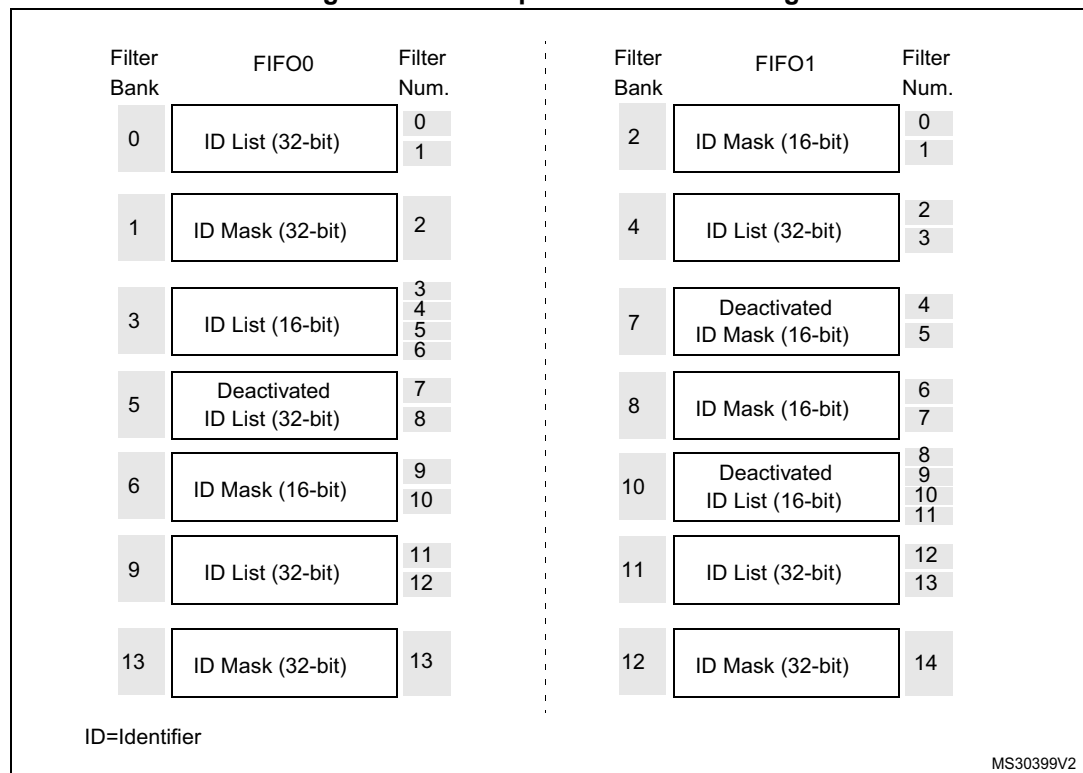 Filter Bank FIFO0 Filter Num.
0 ID List (32-bit) 0 1
1 ID Mask (32-bit) 2
3 ID List (16-bit) 3 4 5 6
5 Deactivated ID List (32-bit) 7 8
6 ID Mask (16-bit) 9 10
9 ID List (32-bit) 11 12
13 ID Mask (32-bit) 13
Filter Bank FIFO1 Filter Num.
2 ID Mask (16-bit) 0 1
4 ID List (32-bit) 2 3
7 Deactivated ID Mask (16-bit) 4 5
8 ID Mask (16-bit) 6 7
10 Deactivated ID List (16-bit) 8 9 10 11
11 ID List (32-bit) 12 13
12 ID Mask (32-bit) 14
ID=Identifier
MS30399V2